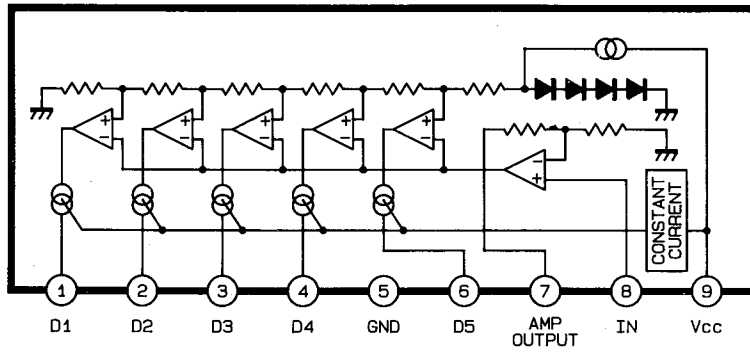 + + + + +
- - - - -
-
+
CONSTANT
CURRENT
1 2 3 4 5 6 7 8 9
D1 D2 D3 D4 GND D5 AMP OUTPUT IN Vcc